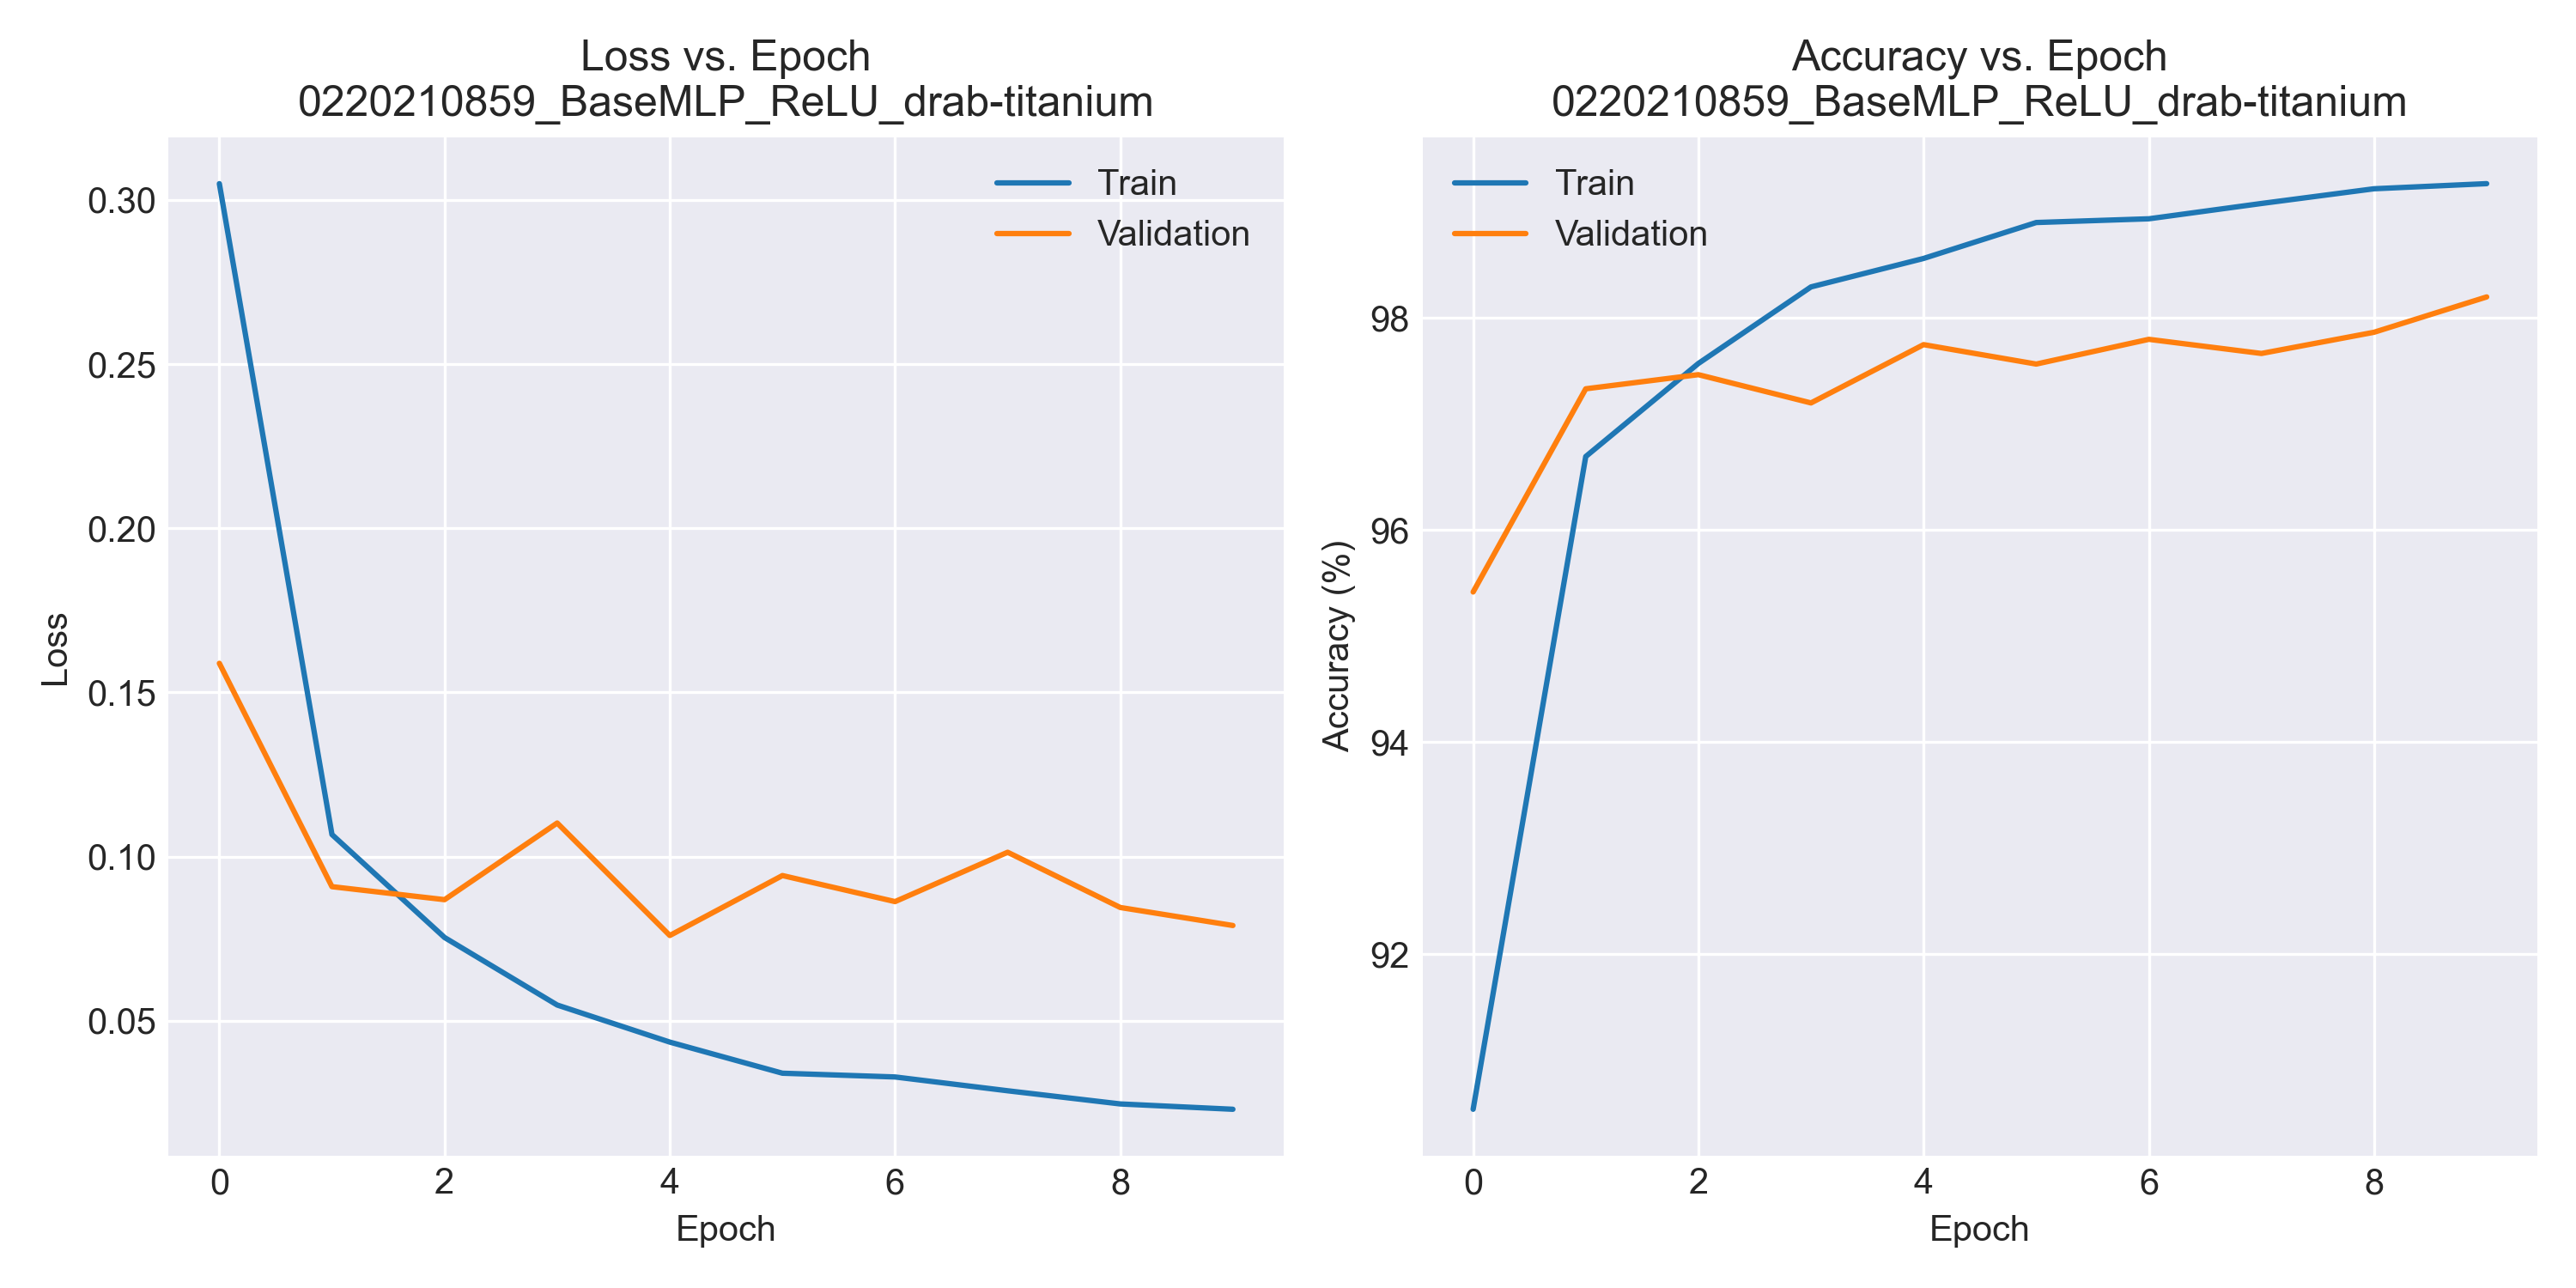 Loss vs. Epoch
0220210859_BaseMLP_ReLU_drab-titanium
Train
Validation
0.30
0.25
0.20
0.15
0.10
0.05
Loss
0 2 4 6 8
Epoch
Accuracy vs. Epoch
0220210859_BaseMLP_ReLU_drab-titanium
Train
Validation
98
96
94
92
Accuracy (%)
0 2 4 6 8
Epoch